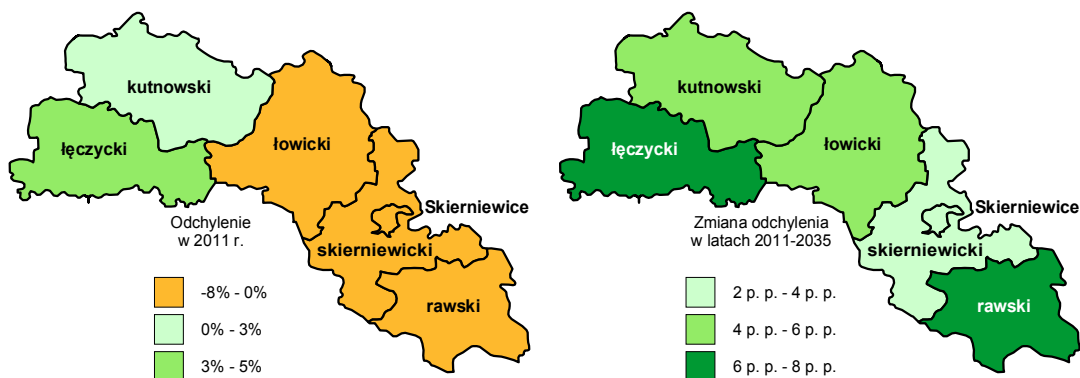 kutnowski
łęczycki
łowicki
Skierniewice
skierniewicki
rawski
Odchylenie
w 2011 r.
-8% - 0%
0% - 3%
3% - 5%
kutnowski
łęczycki
łowicki
Skierniewice
skierniewicki
rawski
Zmiana odchylenia
w latach 2011-2035
2 p. p. - 4 p. p.
4 p. p. - 6 p. p.
6 p. p. - 8 p. p.